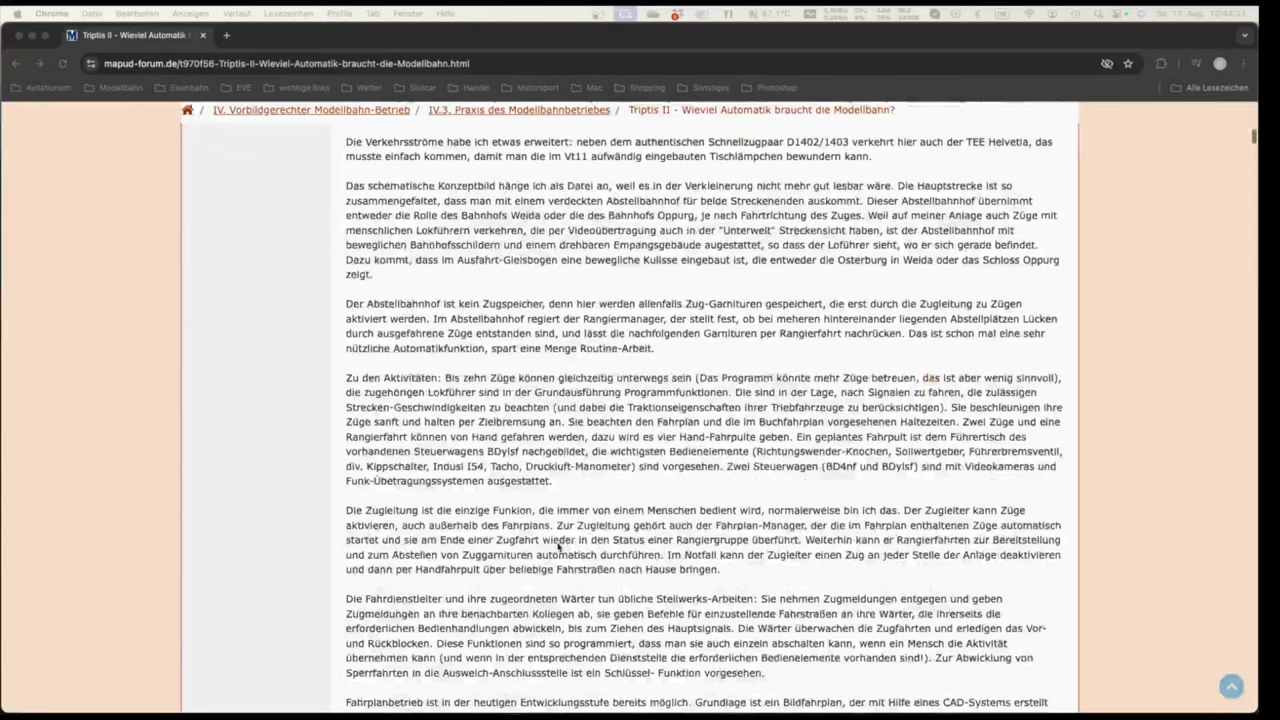 Chrome Datei Bearbeiten Anzeigen Verlauf Lesezeichen Profile Tab Fenster Hilfe 87,1°C Sa. 17. Aug. 10:44:27
Triptis II - Wieviel Automatik
mapud-forum.de/t970f56-Triptis-II-Wieviel-Automatik-braucht-die-Modellbahn.html
Avitationsim Modellbahn Eisenbahn EVE wichtige links Wetter Slotcar Handel Motorsport Mac Shopping Sonstiges Photoshop Alle Lesezeichen
/ IV. Vorbildgerechter Modellbahn-Betrieb / IV.3. Praxis des Modellbahnbetriebes / Triptis II - Wieviel Automatik braucht die Modellbahn?
Die Verkehrsströme habe ich etwas erweitert: neben dem authentischen Schnellzugpaar D1402/1403 verkehrt hier auch der TEE Helvetia, das
musste einfach kommen, damit man die im Vt11 aufwändig eingebauten Tischlämpchen bewundern kann.
Das schematische Konzeptbild hänge ich als Datei an, weil es in der Verkleinerung nicht mehr gut lesbar wäre. Die Hauptstrecke ist so
zusammengefaltet, dass man mit einem verdeckten Abstellbahnhof für beide Streckenenden auskommt. Dieser Abstellbahnhof übernimmt
entweder die Rolle des Bahnhofs Weida oder die des Bahnhofs Oppurg, je nach Fahrtrichtung des Zuges. Weil auf meiner Anlage auch Züge mit
menschlichen Lokführern verkehren, die per Videoübertragung auch in der "Unterwelt" Streckensicht haben, ist der Abstellbahnhof mit
beweglichen Bahnhofsschildern und einem drehbaren Empangsgebäude augestattet, so dass der Loführer sieht, wo er sich gerade befindet.
Dazu kommt, dass im Ausfahrt-Gleisbogen eine bewegliche Kulisse eingebaut ist, die entweder die Osterburg in Weida oder das Schloss Oppurg
zeigt.
Der Abstellbahnhof ist kein Zugspeicher, denn hier werden allenfalls Zug-Garnituren gespeichert, die erst durch die Zugleitung zu Zügen
aktiviert werden. Im Abstellbahnhof regiert der Rangiermanager, der stellt fest, ob bei meheren hintereinander liegenden Abstellplätzen Lücken
durch ausgefahrene Züge entstanden sind, und lässt die nachfolgenden Garnituren per Rangierfahrt nachrücken. Das ist schon mal eine sehr
nützliche Automatikfunktion, spart eine Menge Routine-Arbeit.
Zu den Aktivitäten: Bis zehn Züge können gleichzeitig unterwegs sein (Das Programm könnte mehr Züge betreuen, das ist aber wenig sinnvoll),
die zugehörigen Lokführer sind in der Grundausführung Programmfunktionen. Die sind in der Lage, nach Signalen zu fahren, die zulässigen
Strecken-Geschwindigkeiten zu beachten (und dabei die Traktionseigenschaften ihrer Triebfahrzeuge zu berücksichtigen). Sie beschleunigen ihre
Züge sanft und halten per Zielbremsung an. Sie beachten den Fahrplan und die im Buchfahrplan vorgesehenen Haltezeiten. Zwei Züge und eine
Rangierfahrt können von Hand gefahren werden, dazu wird es vier Hand-Fahrpulte geben. Ein geplantes Fahrpult ist dem Führertisch des
vorhandenen Steuerwagens BDylsf nachgebildet, die wichtigsten Bedienelemente (Richtungswender-Knochen, Sollwertgeber, Führerbremsventil,
div. Kippschalter, Indusi I54, Tacho, Druckluft-Manometer) sind vorgesehen. Zwei Steuerwagen (BD4nf und BDylsf) sind mit Videokameras und
Funk-Übetragungssystemen ausgestattet.
Die Zugleitung ist die einzige Funkion, die immer von einem Menschen bedient wird, normalerweise bin ich das. Der Zugleiter kann Züge
aktivieren, auch außerhalb des Fahrplans. Zur Zugleitung gehört auch der Fahrplan-Manager, der die im Fahrplan enthaltenen Züge automatisch
startet und sie am Ende einer Zugfahrt wieder in den Status einer Rangiergruppe überführt. Weiterhin kann er Rangierfahrten zur Bereitstellung
und zum Abstellen von Zuggarnituren automatisch durchführen. Im Notfall kann der Zugleiter einen Zug an jeder Stelle der Anlage deaktivieren
und dann per Handfahrpult über beliebige Fahrstraßen nach Hause bringen.
Die Fahrdienstleiter und ihre zugeordneten Wärter tun übliche Stellwerks-Arbeiten: Sie nehmen Zugmeldungen entgegen und geben
Zugmeldungen an ihre benachbarten Kollegen ab, sie geben Befehle für einzustellende Fahrstraßen an ihre Wärter, die ihrerseits die
erforderlichen Bedienhandlungen abwickeln, bis zum Ziehen des Hauptsignals. Die Wärter überwachen die Zugfahrten und erledigen das Vor-
und Rückblocken. Diese Funktionen sind so programmiert, dass man sie auch einzeln abschalten kann, wenn ein Mensch die Aktivität
übernehmen kann (und wenn in der entsprechenden Dienststelle die erforderlichen Bedienelemente vorhanden sind!). Zur Abwicklung von
Sperrfahrten in die Ausweich-Anschlussstelle ist ein Schlüssel- Funktion vorgesehen.
Fahrplanbetrieb ist in der heutigen Entwicklungsstufe bereits möglich. Grundlage ist ein Bildfahrplan, der mit Hilfe eines CAD-Systems erstellt